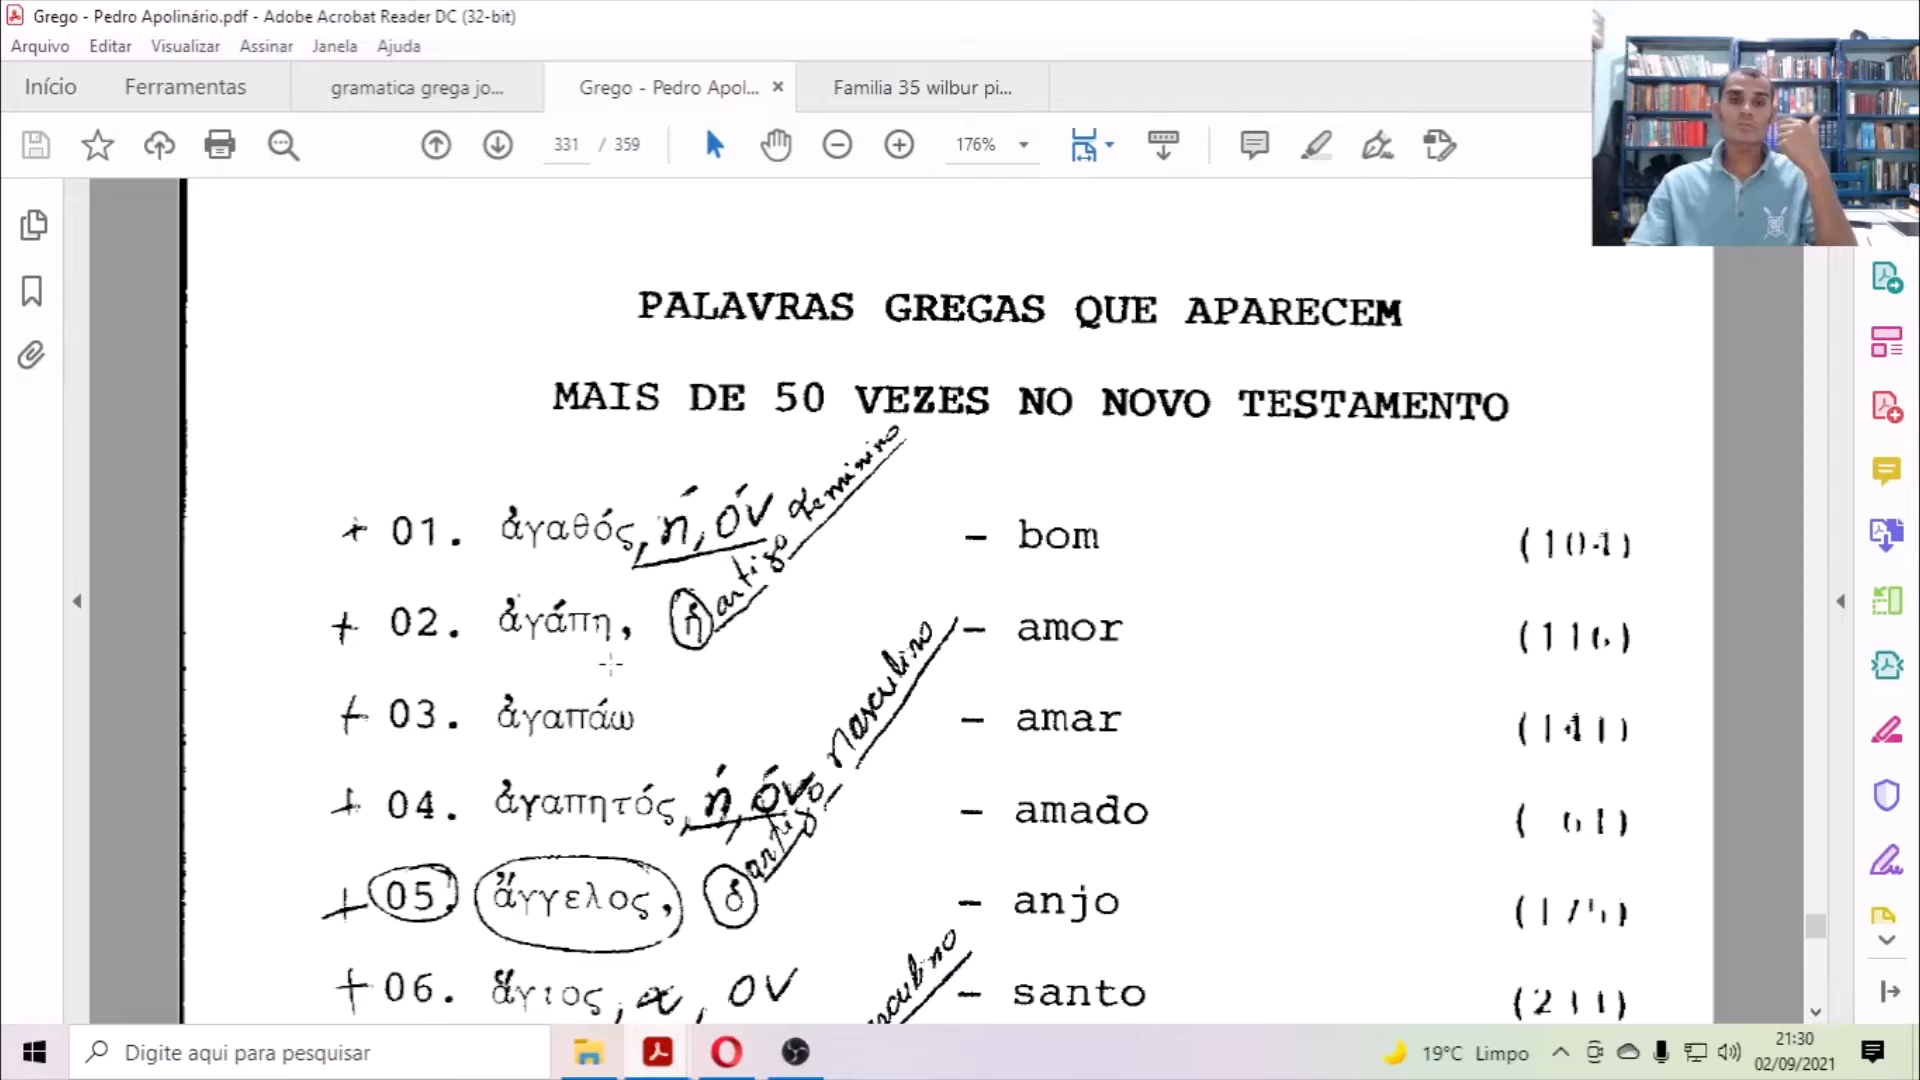 Grego - Pedro Apolinário.pdf - Adobe Acrobat Reader DC (32-bit)
Arquivo Editar Visualizar Assinar Janela Ajuda
Início Ferramentas gramatica grega jo... Grego - Pedro Apol... × Familia 35 wilbur pi...
331 / 359 176%
PALAVRAS GREGAS QUE APARECEM
MAIS DE 50 VEZES NO NOVO TESTAMENTO
+ 01. ἀγαθός, ή, όν - bom
+ 02. ἀγάπη, ἡ artigo feminino - amor
+ 03. ἀγαπάω - amar
+ 04. ἀγαπητός, ή, όν - amado
+ 05. ἄγγελος, ὁ artigo masculino - anjo
+ 06. ἅγιος, α, ον - santo
Digite aqui para pesquisar
19°C Limpo
21:30
02/09/2021